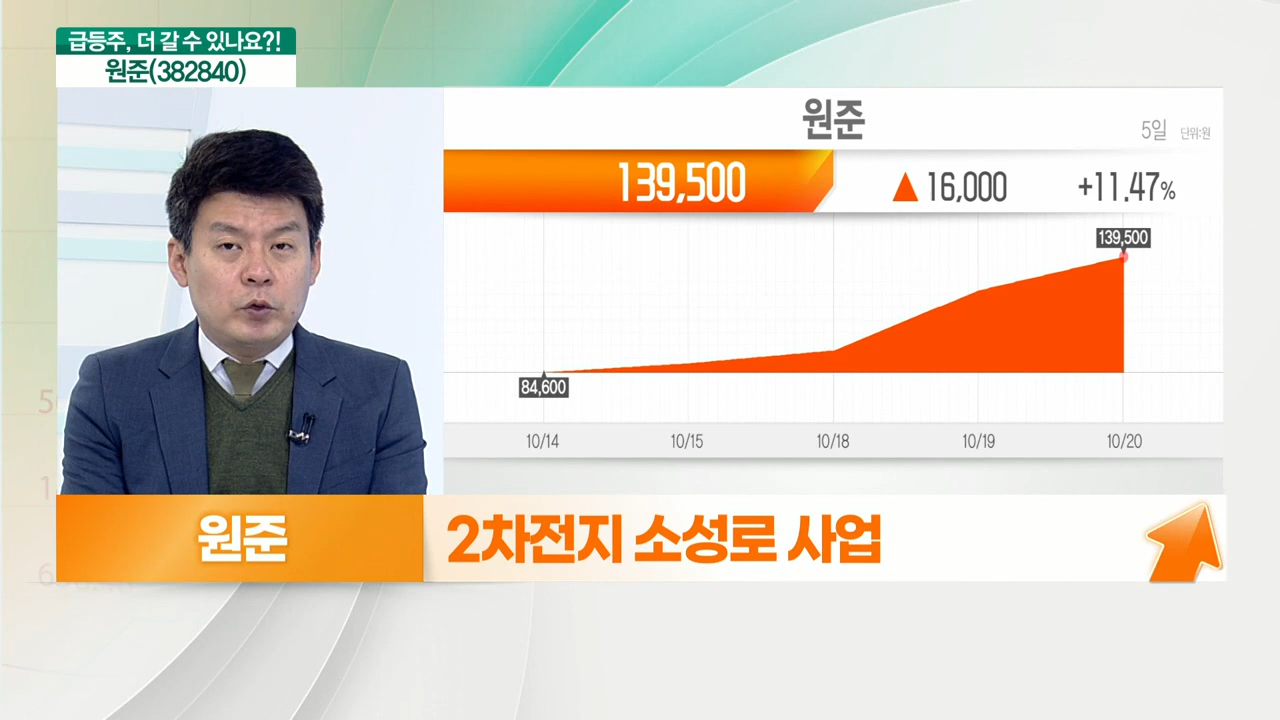 급등주, 더 갈 수 있나요?!
원준(382840)
원준
5일 단위:원
139,500 ▲ 16,000 +11.47%
139,500
84,600
10/14 10/15 10/18 10/19 10/20
원준
2차전지 소성로 사업